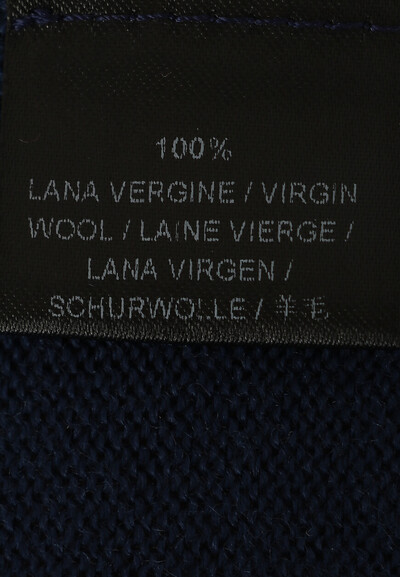 100%
LANA VERGINE / VIRGIN
WOOL / LAINE VIERGE /
LANA VIRGEN /
SCHURWOLLE / 羊毛